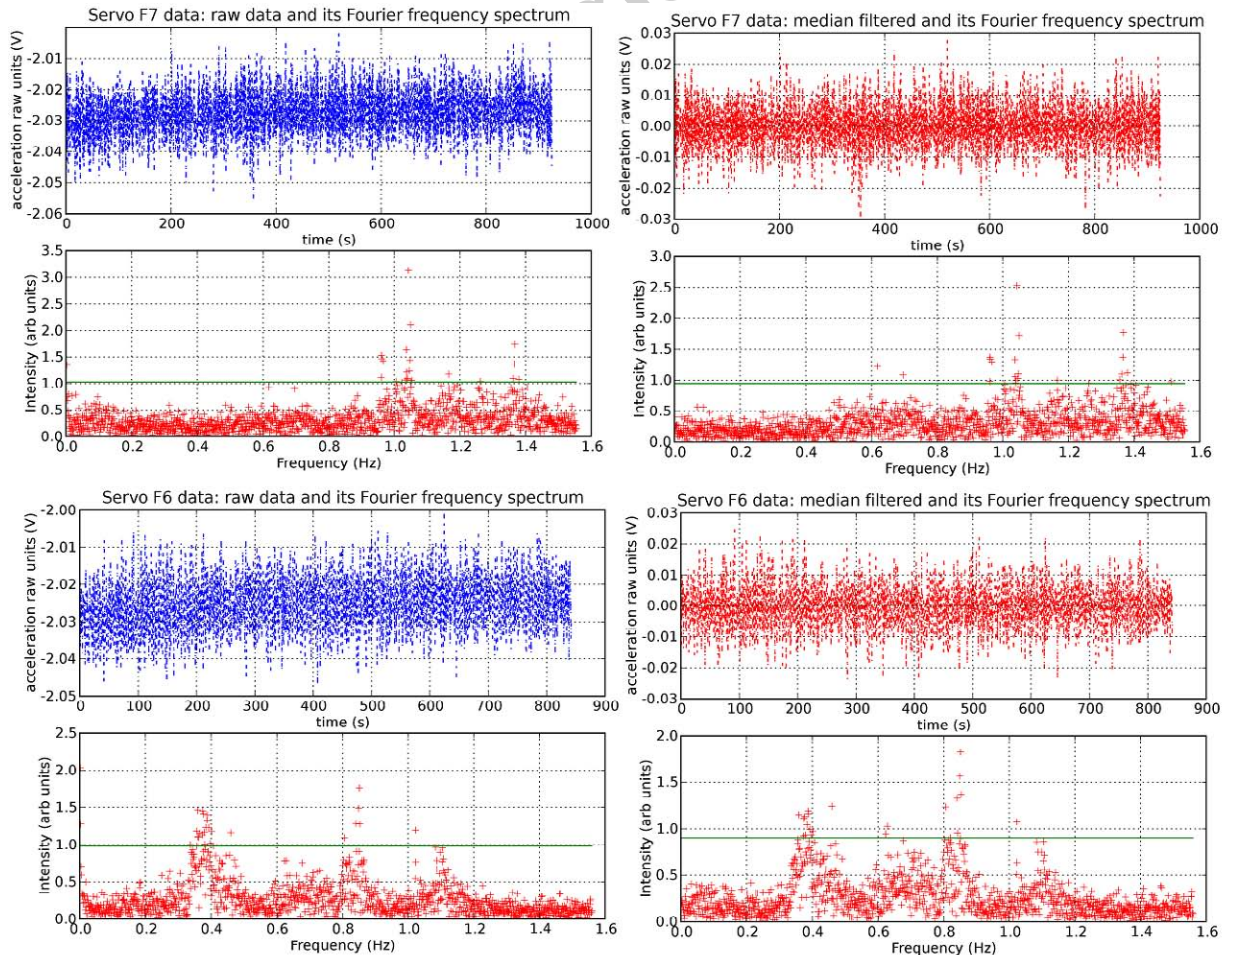 Servo F7 data: raw data and its Fourier frequency spectrum
acceleration raw units (V)
-2.01
-2.02
-2.03
-2.04
-2.05
-2.06
0 200 400 600 800 1000
time (s)
Intensity (arb units)
3.5
3.0
2.5
2.0
1.5
1.0
0.5
0.0
0.0 0.2 0.4 0.6 0.8 1.0 1.2 1.4 1.6
Frequency (Hz)
Servo F7 data: median filtered and its Fourier frequency spectrum
acceleration raw units (V)
0.03
0.02
0.01
0.00
-0.01
-0.02
0.03
0 200 400 600 800 1000
time (s)
Intensity (arb units)
3.0
2.5
2.0
1.5
1.0
0.5
0.0
0.0 0.2 0.4 0.6 0.8 1.0 1.2 1.4 1.6
Frequency (Hz)
Servo F6 data: raw data and its Fourier frequency spectrum
acceleration raw units (V)
-2.00
-2.01
-2.02
-2.03
-2.04
-2.05
0 100 200 300 400 500 600 700 800 900
time (s)
Intensity (arb units)
2.5
2.0
1.5
1.0
0.5
0.0
0.0 0.2 0.4 0.6 0.8 1.0 1.2 1.4 1.6
Frequency (Hz)
Servo F6 data: median filtered and its Fourier frequency spectrum
acceleration raw units (V)
0.03
0.02
0.01
0.00
-0.01
-0.02
-0.03
0 100 200 300 400 500 600 700 800 900
time (s)
Intensity (arb units)
2.0
1.5
1.0
0.5
0.0
0.0 0.2 0.4 0.6 0.8 1.0 1.2 1.4 1.6
Frequency (Hz)